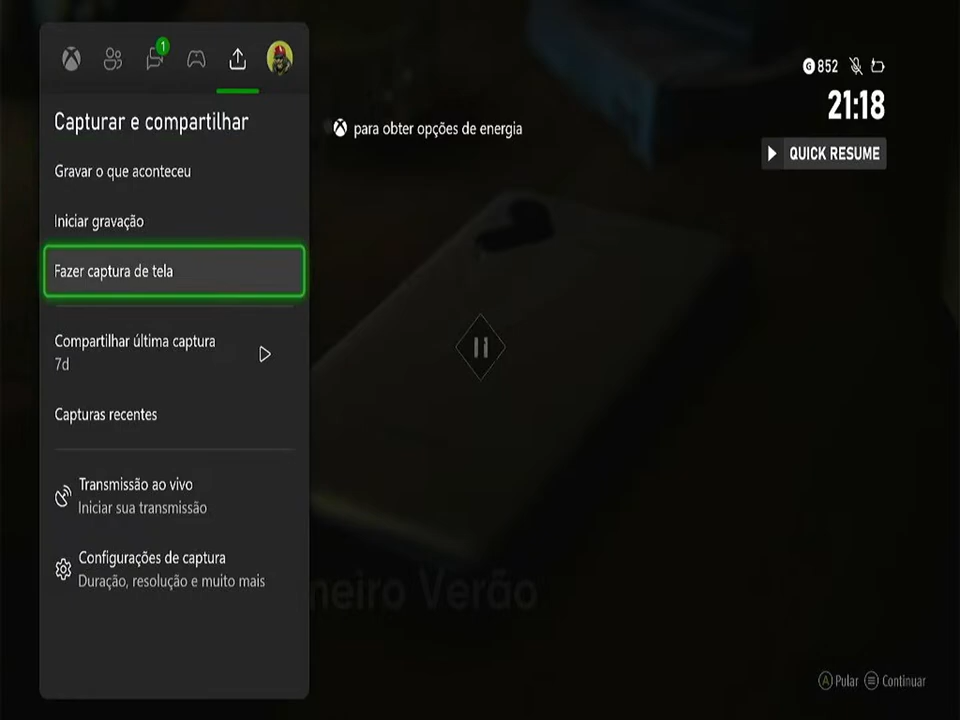 1
Capturar e compartilhar
Gravar o que aconteceu
Iniciar gravação
Fazer captura de tela
Compartilhar última captura
7d
Capturas recentes
Transmissão ao vivo
Iniciar sua transmissão
Configurações de captura
Duração, resolução e muito mais
para obter opções de energia
G 852
21:18
QUICK RESUME
Verão
A Pular Continuar